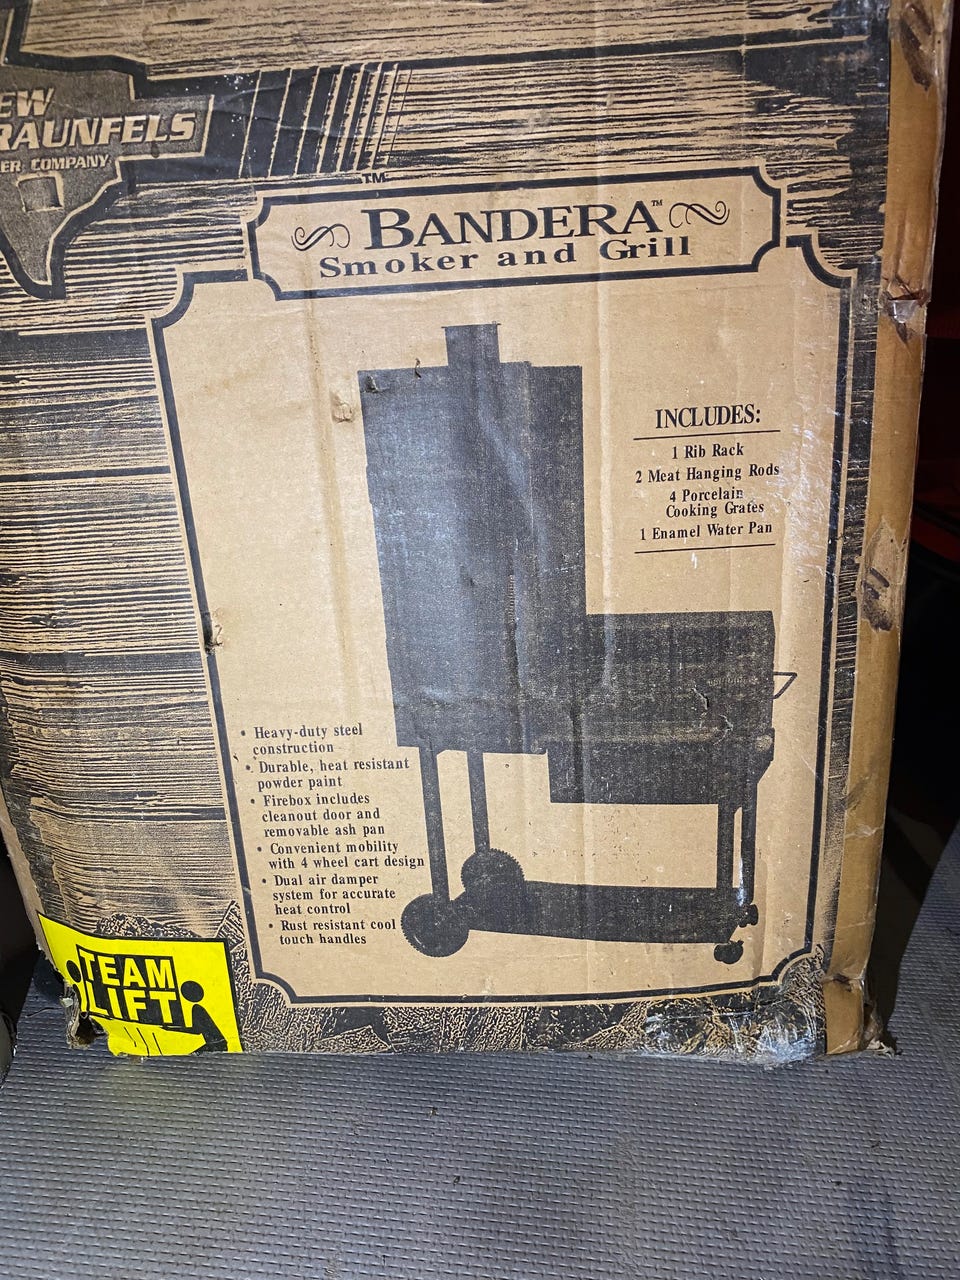 EW
RAUNFELS
ER COMPANY
TM
BANDERA™
Smoker and Grill
INCLUDES:
1 Rib Rack
2 Meat Hanging Rods
4 Porcelain
Cooking Grates
1 Enamel Water Pan
• Heavy-duty steel
construction
• Durable, heat resistant
powder paint
• Firebox includes
cleanout door and
removable ash pan
• Convenient mobility
with 4 wheel cart design
• Dual air damper
system for accurate
heat control
• Rust resistant cool
touch handles
TEAM
LIFT